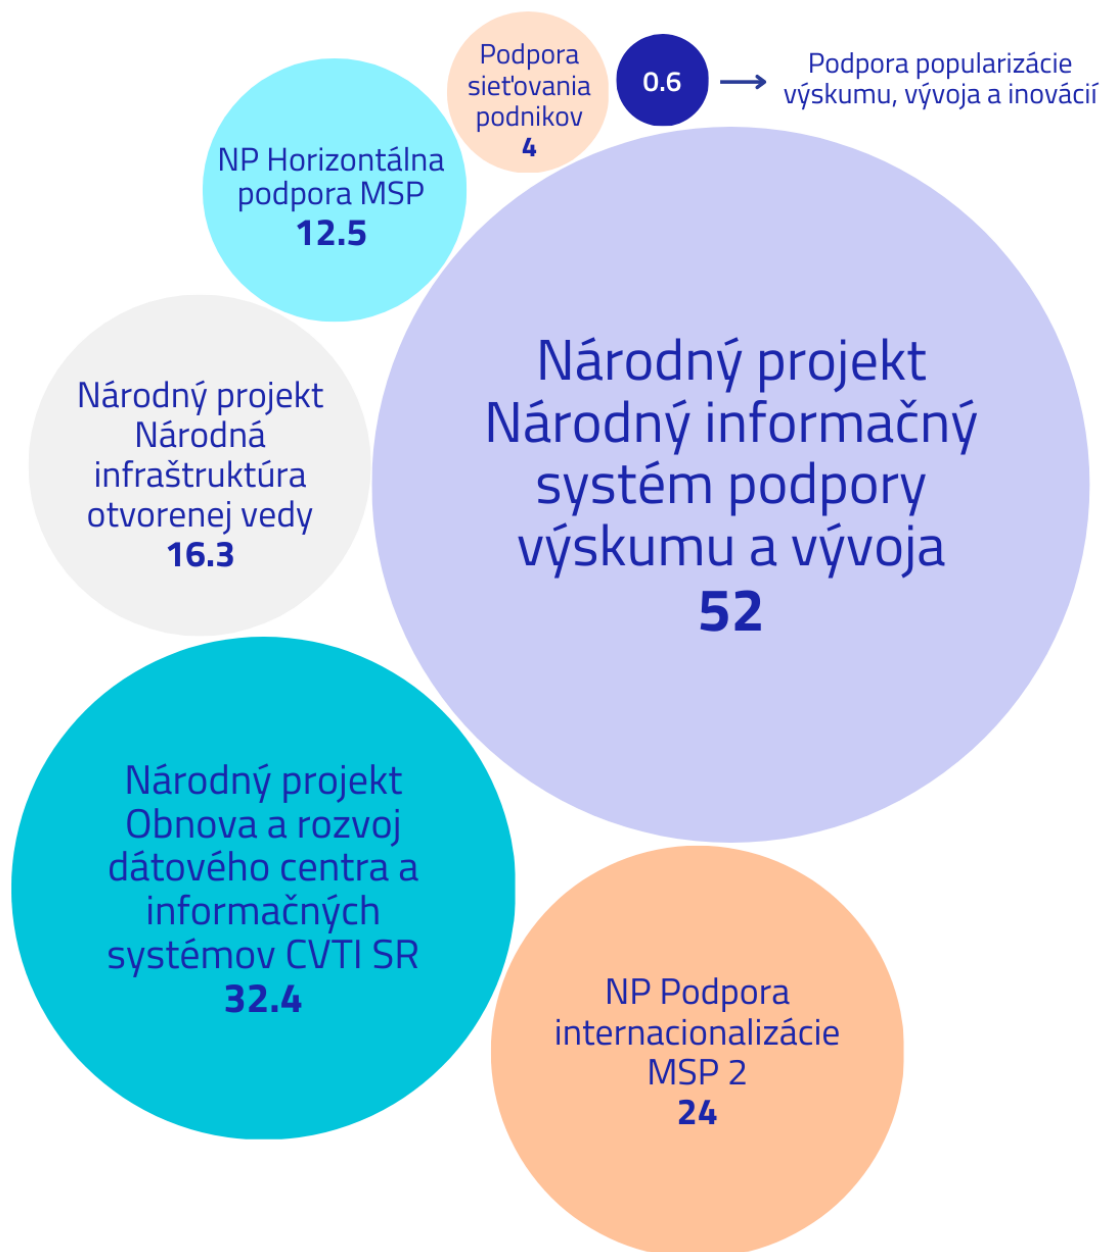 Podpora
sieťovania
podnikov
4
0.6
Podpora popularizácie
výskumu, vývoja a inovácií
NP Horizontálna
podpora MSP
12.5
Národný projekt
Národný informačný
systém podpory
výskumu a vývoja
52
Národný projekt
Národná
infraštruktúra
otvorenej vedy
16.3
Národný projekt
Obnova a rozvoj
dátového centra a
informačných
systémov CVTI SR
32.4
NP Podpora
internacionalizácie
MSP 2
24